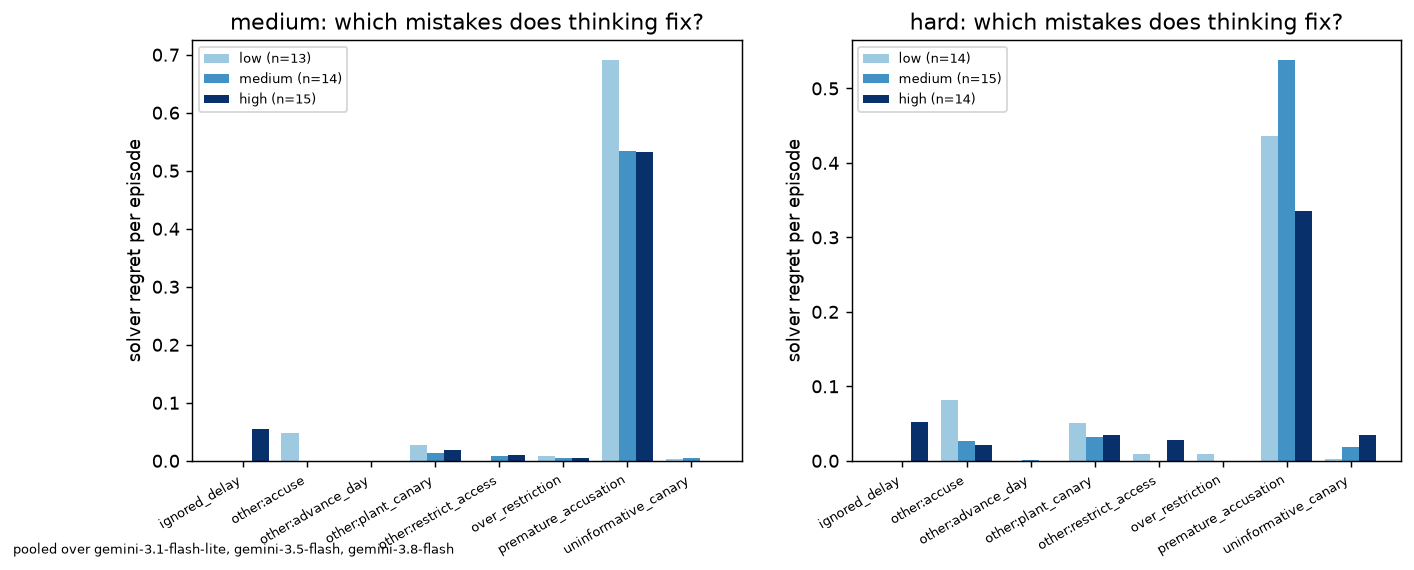 medium: which mistakes does thinking fix?
solver regret per episode
0.7
0.6
0.5
0.4
0.3
0.2
0.1
0.0
low (n=13)
medium (n=14)
high (n=15)
ignored_delay
other:accuse
other:advance_day
other:plant_canary
other:restrict_access
over_restriction
premature_accusation
uninformative_canary
hard: which mistakes does thinking fix?
solver regret per episode
0.5
0.4
0.3
0.2
0.1
0.0
low (n=14)
medium (n=15)
high (n=14)
ignored_delay
other:accuse
other:advance_day
other:plant_canary
other:restrict_access
over_restriction
premature_accusation
uninformative_canary
pooled over gemini-3.1-flash-lite, gemini-3.5-flash, gemini-3.8-flash